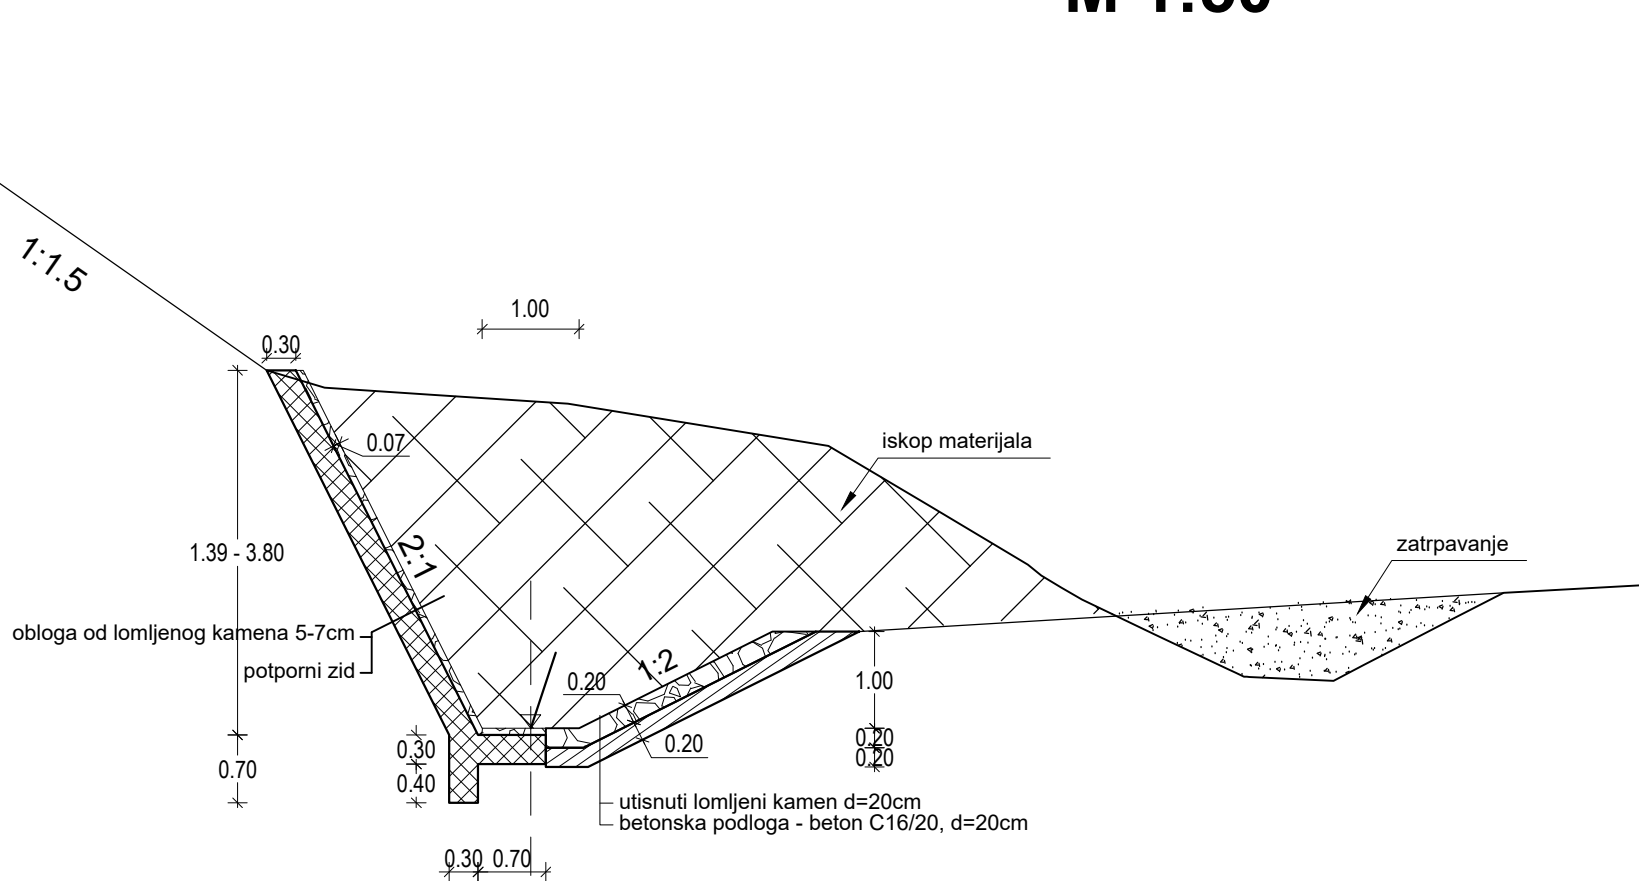 1:1.5
1.00
0.30
0.07
iskop materijala
zatrpavanje
1.39 - 3.80
2:1
obloga od lomljenog kamena 5-7cm
potporni zid
1:2
0.20
1.00
0.20
0.20
0.20
0.30
0.70
0.40
utisnuti lomljeni kamen d=20cm
betonska podloga - beton C16/20, d=20cm
0.30 0.70